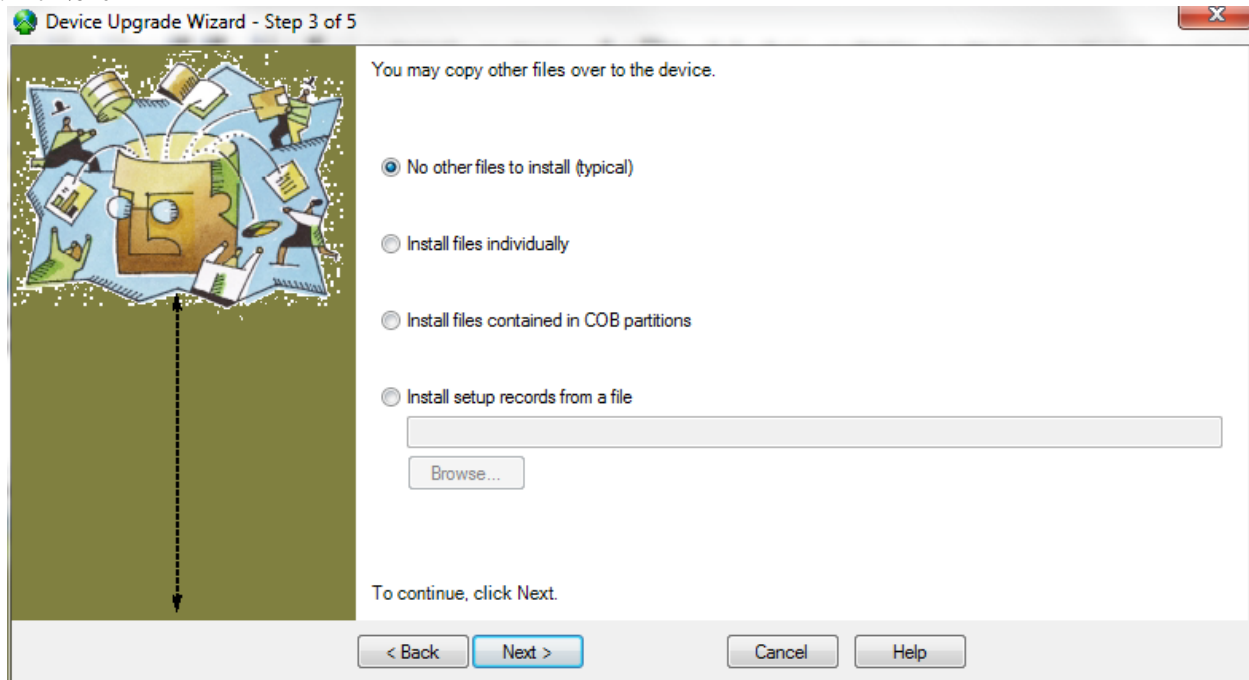 Device Upgrade Wizard - Step 3 of 5
You may copy other files over to the device.
No other files to install (typical)
Install files individually
Install files contained in COB partitions
Install setup records from a file
Browse...
To continue, click Next.
< Back Next > Cancel Help